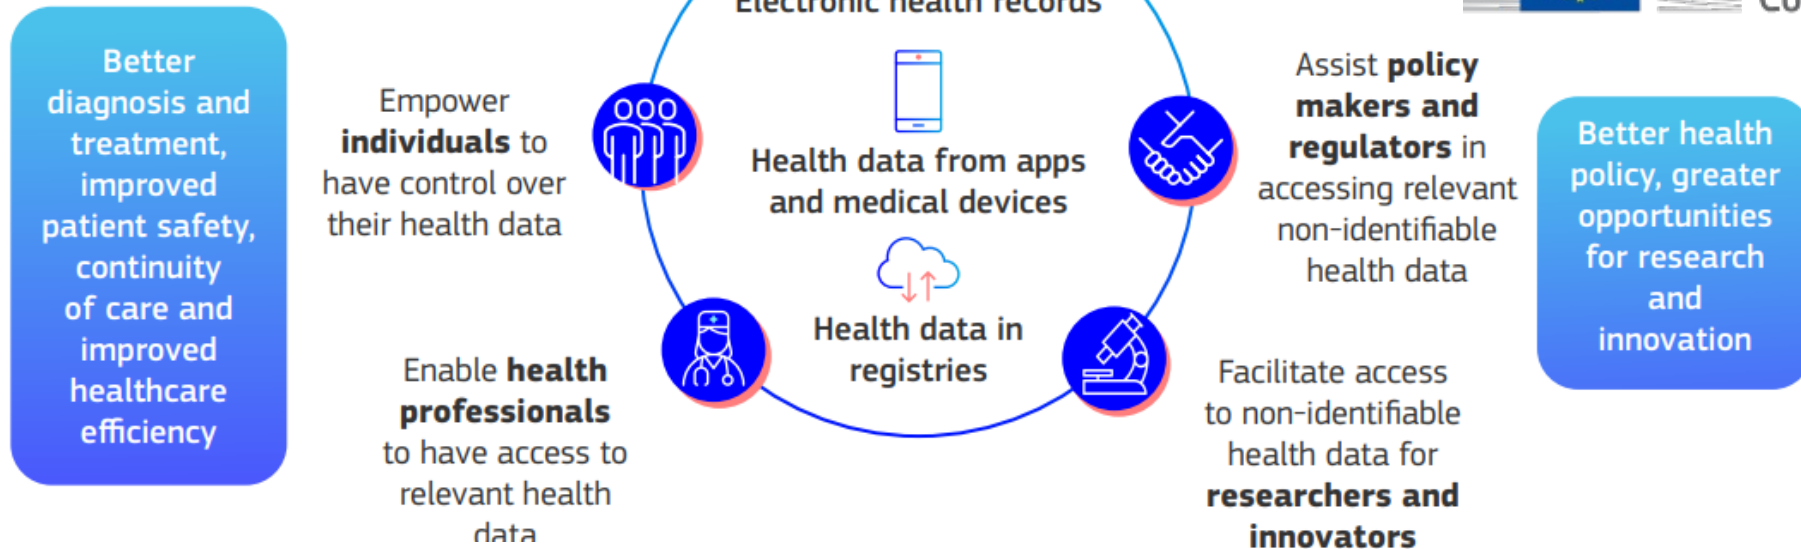 Better
diagnosis and
treatment,
improved
patient safety,
continuity
of care and
improved
healthcare
efficiency
Empower
individuals to
have control over
their health data
Enable health
professionals
to have access to
relevant health
data
Electronic health records
Health data from apps
and medical devices
Health data in
registries
Assist policy
makers and
regulators in
accessing relevant
non-identifiable
health data
Facilitate access
to non-identifiable
health data for
researchers and
innovators
Better health
policy, greater
opportunities
for research
and
innovation